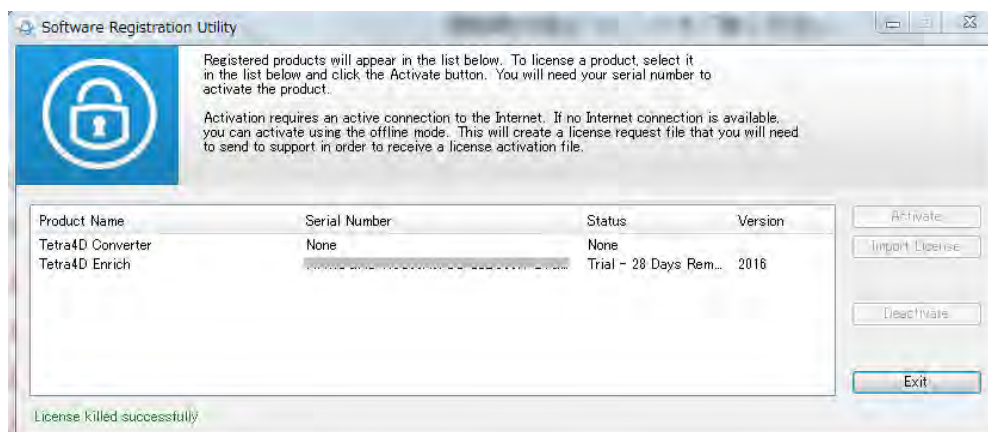 Software Registration Utility
Registered products will appear in the list below. To license a product, select it
in the list below and click the Activate button. You will need your serial number to
activate the product.
Activation requires an active connection to the Internet. If no Internet connection is available,
you can activate using the offline mode. This will create a license request file that you will need
to send to support in order to receive a license activation file.
Product Name Serial Number Status Version
Activate
Tetra4D Converter None None
Import License
Tetra4D Enrich Trial - 28 Days Rem... 2016
Deactivate
Exit
License killed successfully